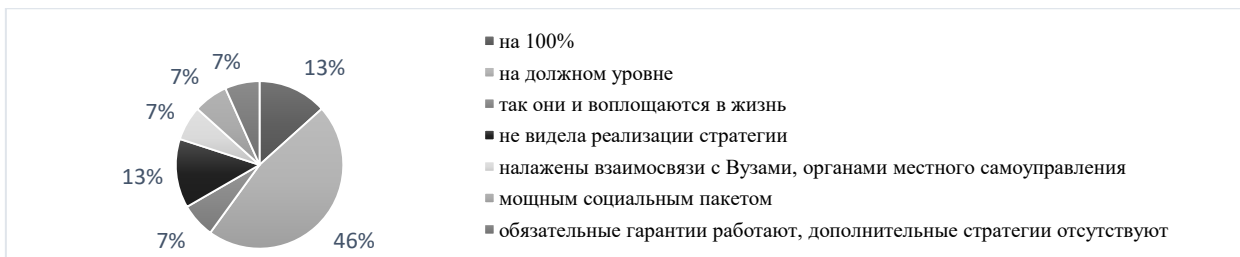 ■ на 100%
■ на должном уровне
■ так они и воплощаются в жизнь
■ не видела реализации стратегии
■ налажены взаимосвязи с Вузами, органами местного самоуправления
■ мощным социальным пакетом
■ обязательные гарантии работают, дополнительные стратегии отсутствуют
13%
46%
7%
13%
7%
7%
7%